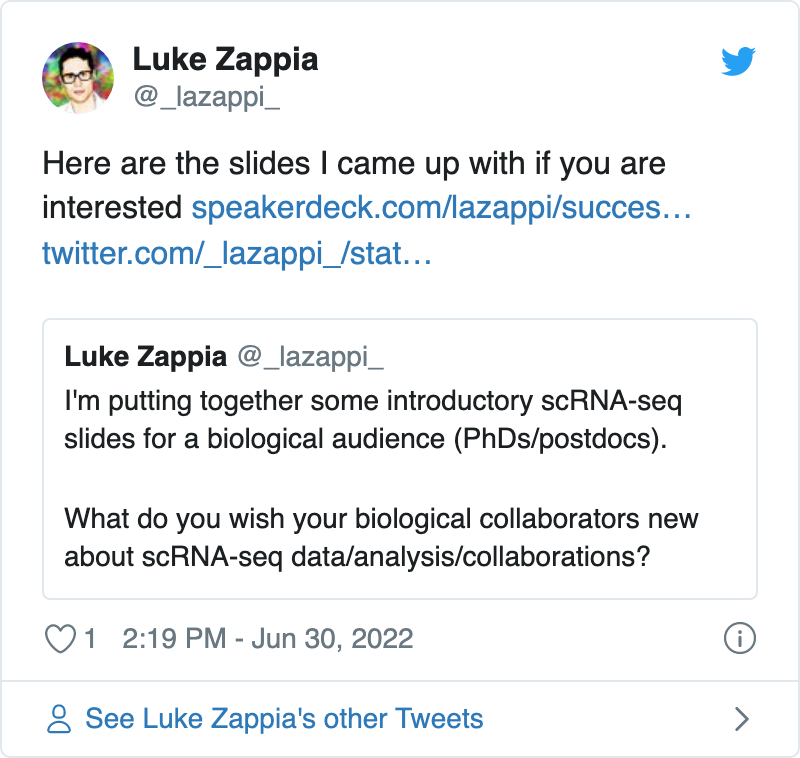 Luke Zappia
@_lazappi_
Here are the slides I came up with if you are
interested speakerdeck.com/lazappi/succes…
twitter.com/_lazappi_/stat…
Luke Zappia @_lazappi_
I'm putting together some introductory scRNA-seq
slides for a biological audience (PhDs/postdocs).
What do you wish your biological collaborators new
about scRNA-seq data/analysis/collaborations?
1 2:19 PM - Jun 30, 2022
See Luke Zappia's other Tweets